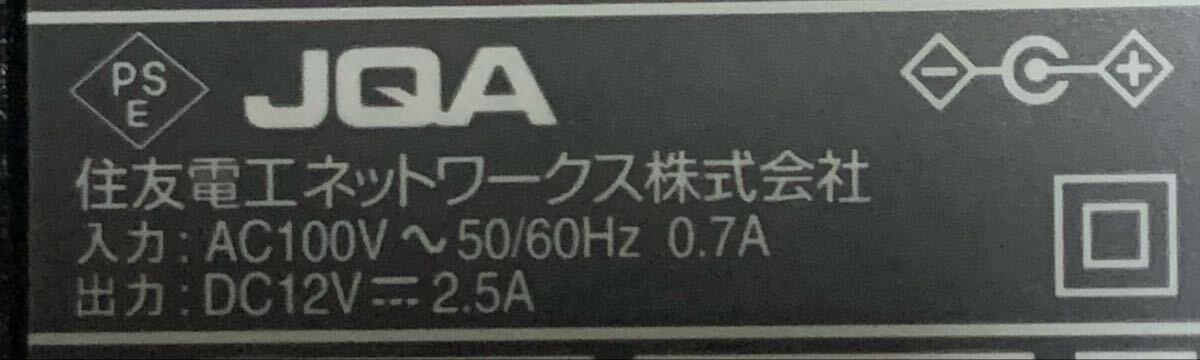 PS
E
JQA
住友電工ネットワークス株式会社
入力：AC100V～50/60Hz 0.7A
出力：DC12V⎓2.5A